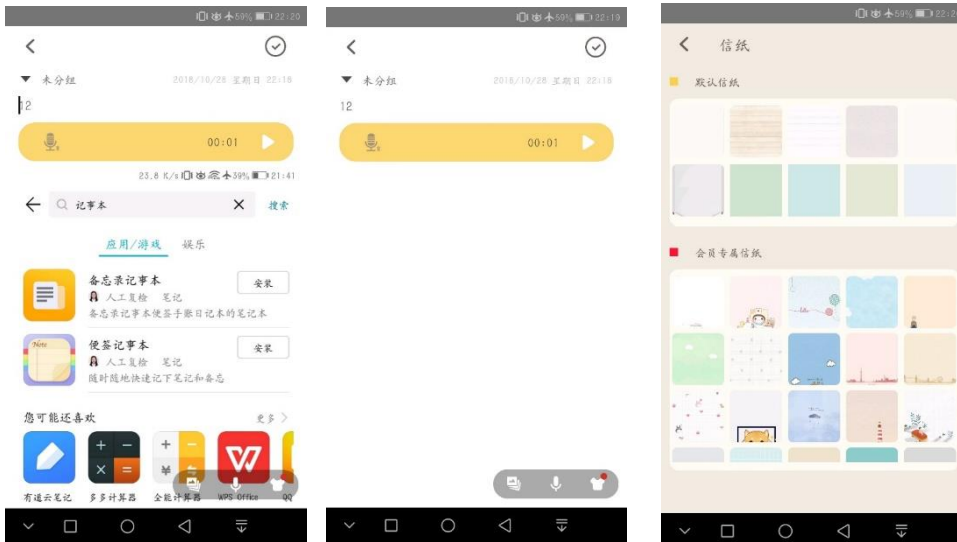 59% 22:20
未分组 2018/10/28 星期日 22:18
12
00:01
23.8 K/s 39% 21:41
记事本 搜索
应用/游戏 娱乐
备忘录记事本 安装
人工复检 笔记
备忘录记事本便签手账日记本的笔记本
Note 便签记事本 安装
人工复检 笔记
随时随地快速记下笔记和备忘
您可能还喜欢 更多
有道云笔记 多多计算器 全能计算器 WPS Office QQ
59% 22:19
未分组 2018/10/28 星期日 22:18
12
00:01
59%
信纸
默认信纸
会员专属信纸